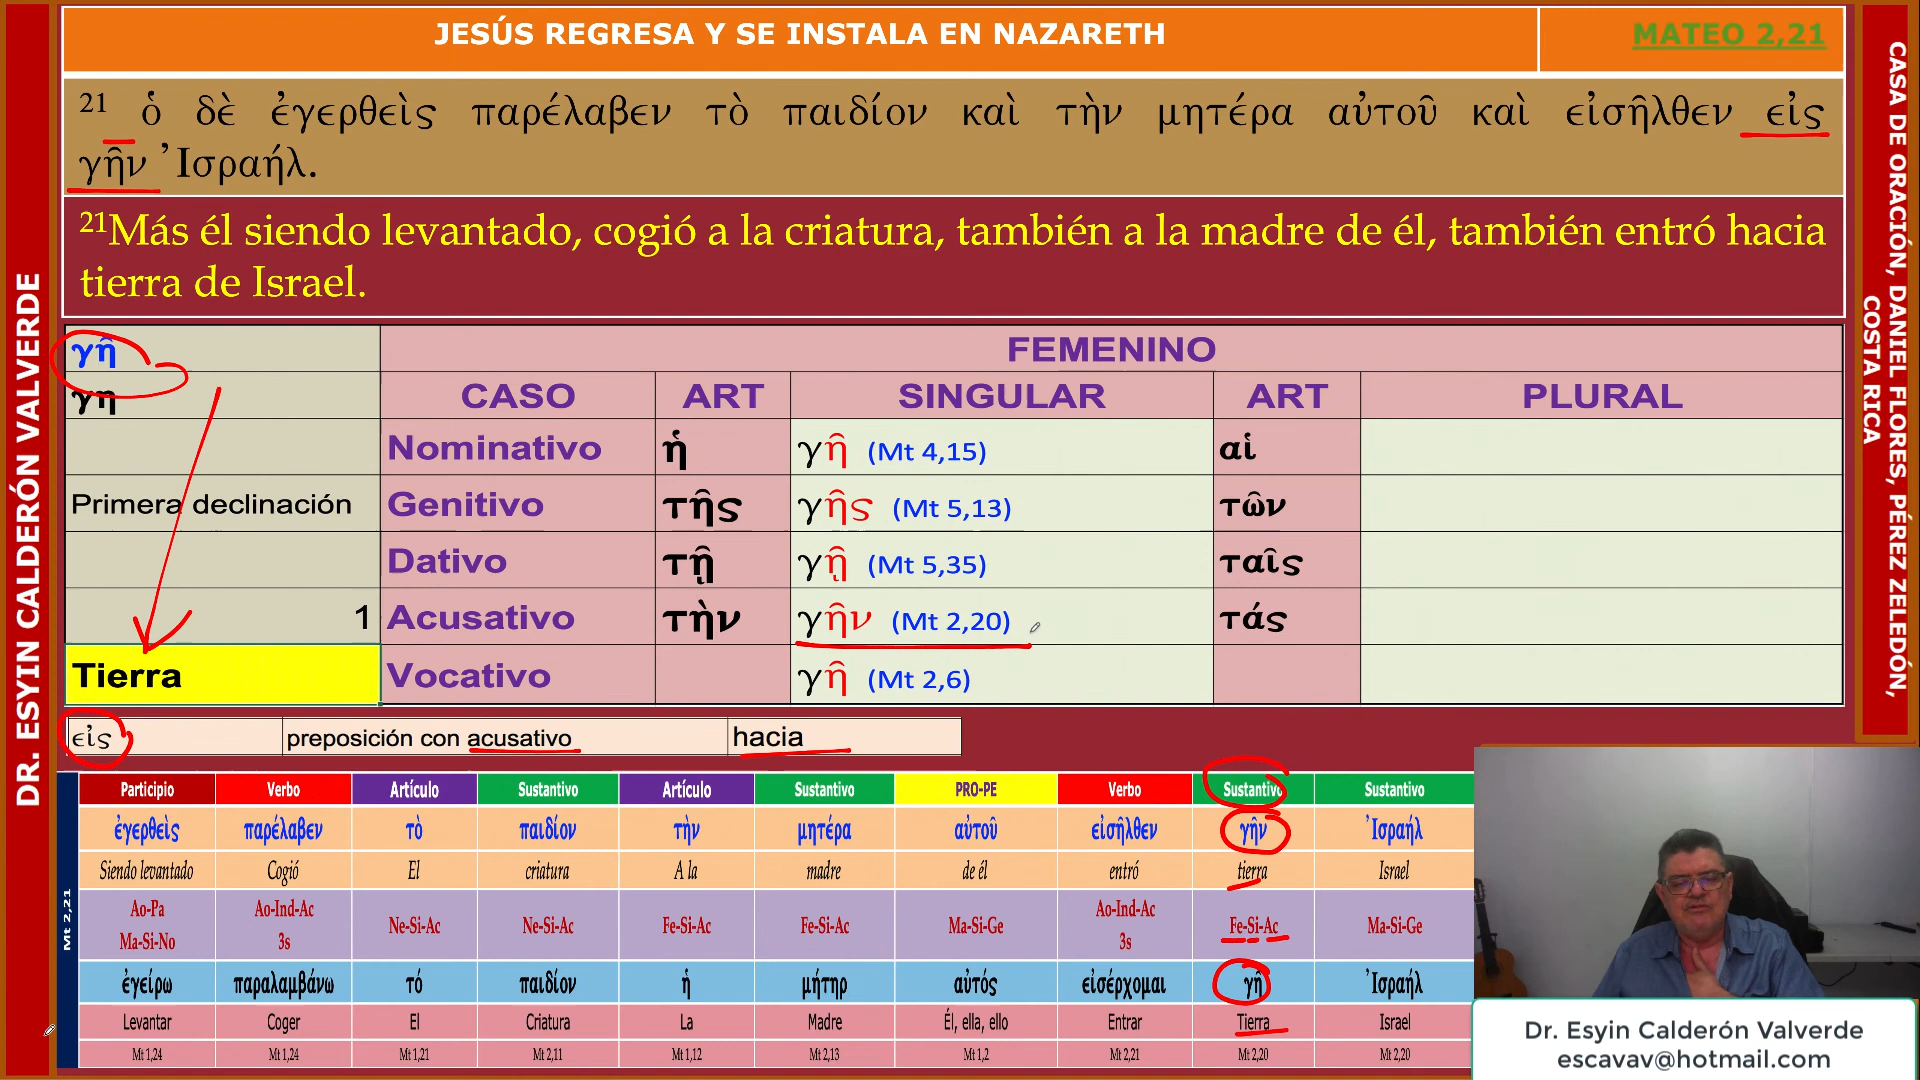 JESÚS REGRESA Y SE INSTALA EN NAZARETH
MATEO 2,21
21 ὁ δὲ ἐγερθεὶς παρέλαβεν τὸ παιδίον καὶ τὴν μητέρα αὐτοῦ καὶ εἰσῆλθεν εἰς
γῆν Ἰσραήλ.
21Más él siendo levantado, cogió a la criatura, también a la madre de él, también entró hacia
tierra de Israel.
γῆ FEMENINO
γη CASO ART SINGULAR ART PLURAL
Nominativo ἡ γῆ (Mt 4,15) αἱ
Primera declinación Genitivo τῆς γῆς (Mt 5,13) τῶν
Dativo τῇ γῇ (Mt 5,35) ταῖς
1 Acusativo τὴν γῆν (Mt 2,20) τάς
Tierra Vocativo γῆ (Mt 2,6)
εἰς preposición con acusativo hacia
Participio Verbo Artículo Sustantivo Artículo Sustantivo PRO-PE Verbo Sustantivo Sustantivo
ἐγερθεὶς παρέλαβεν τὸ παιδίον τὴν μητέρα αὐτοῦ εἰσῆλθεν γῆν Ἰσραήλ
Siendo levantado Cogió El criatura A la madre de él entró tierra Israel
Ao-Pa Ao-Ind-Ac Ne-Si-Ac Ne-Si-Ac Fe-Si-Ac Fe-Si-Ac Ma-Si-Ge Ao-Ind-Ac Fe-Si-Ac Ma-Si-Ge
Ma-Si-No 3s 3s
ἐγείρω παραλαμβάνω τό παιδίον ἡ μήτηρ αὐτός εἰσέρχομαι γῆ Ἰσραήλ
Levantar Coger El Criatura La Madre Él, ella, ello Entrar Tierra Israel
Mt 1,24 Mt 1,24 Mt 1,21 Mt 2,11 Mt 1,12 Mt 2,13 Mt 1,2 Mt 2,21 Mt 2,20 Mt 2,20
Mt 2,21
DR. ESYIN CALDERÓN VALVERDE
CASA DE ORACIÓN, DANIEL FLORES, PÉREZ ZELEDÓN,
COSTA RICA
Dr. Esyin Calderón Valverde
escavav@hotmail.com